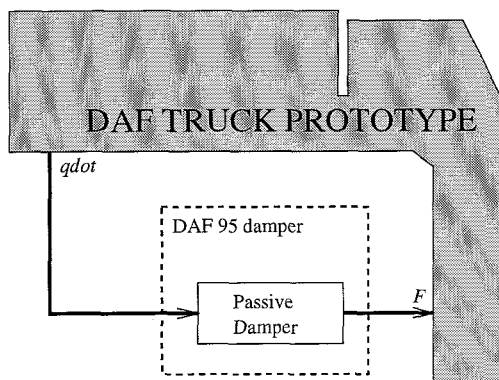 DAF TRUCK PROTOTYPE
qdot
DAF 95 damper
Passive
Damper
F